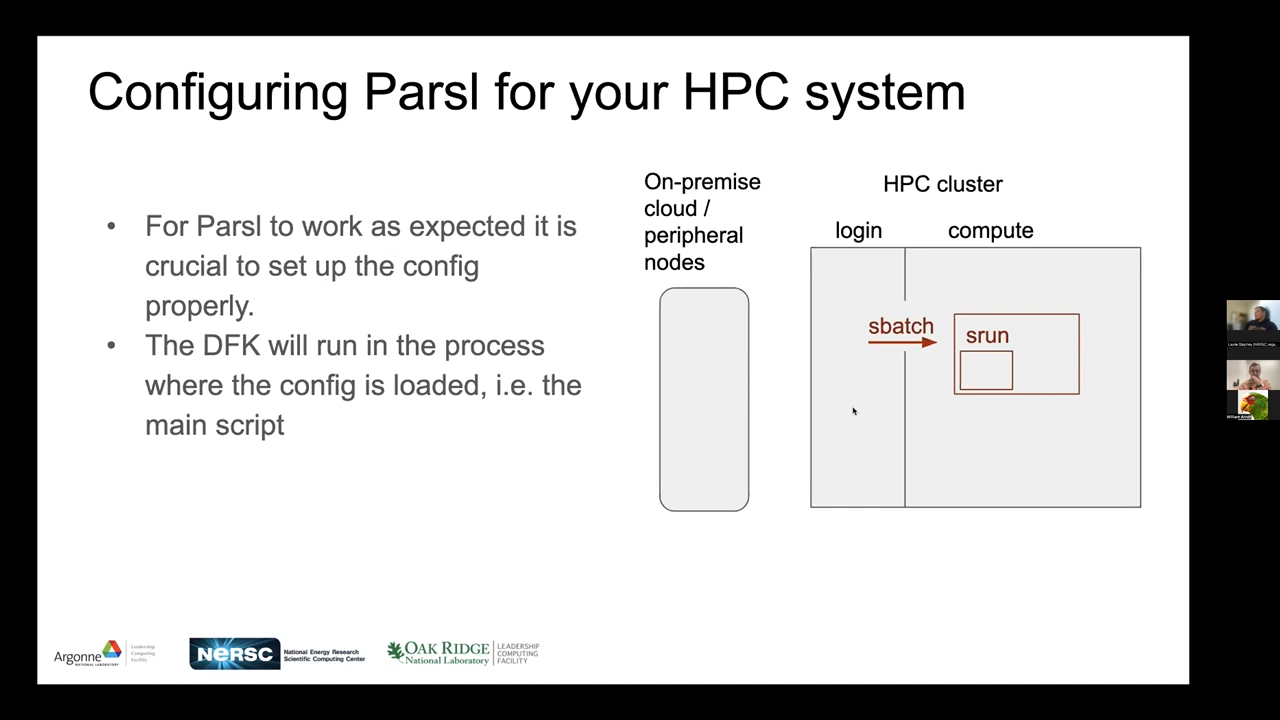 Configuring Parsl for your HPC system
• For Parsl to work as expected it is
crucial to set up the config
properly.
• The DFK will run in the process
where the config is loaded, i.e. the
main script
On-premise
cloud /
peripheral
nodes
HPC cluster
login
compute
sbatch
srun
Argonne
NATIONAL LABORATORY
Leadership
Computing
Facility
NERSC
National Energy Research
Scientific Computing Center
OAK RIDGE
National Laboratory
LEADERSHIP
COMPUTING
FACILITY